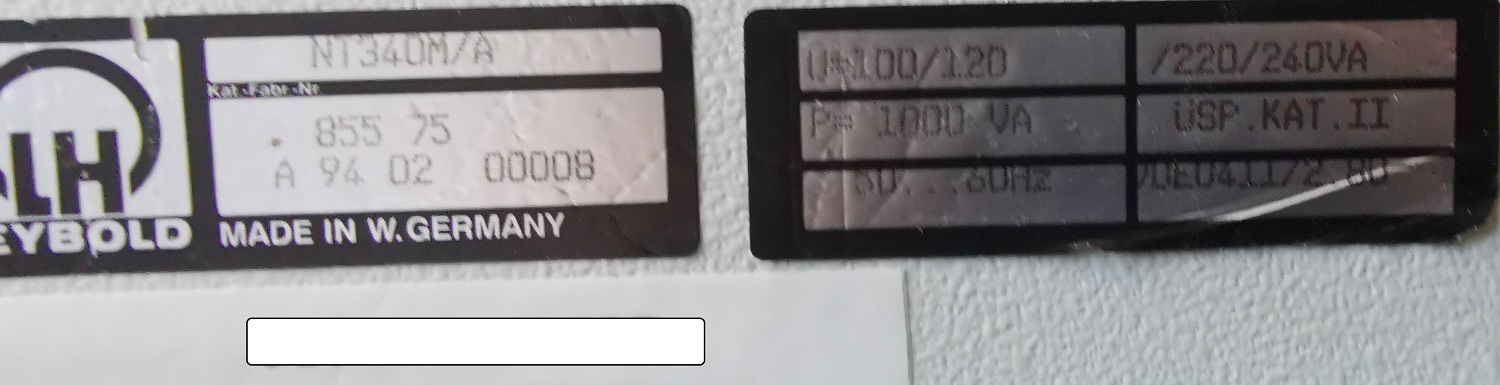 NT340M/A
Kat.-Fabr.-Nr.
. 855 75
A 94 02 00008
LH
EYBOLD
MADE IN W.GERMANY
U=100/120 /220/240VA
P= 1000 VA ÜSP.KAT.II
50...60Hz VDE0411/2.80